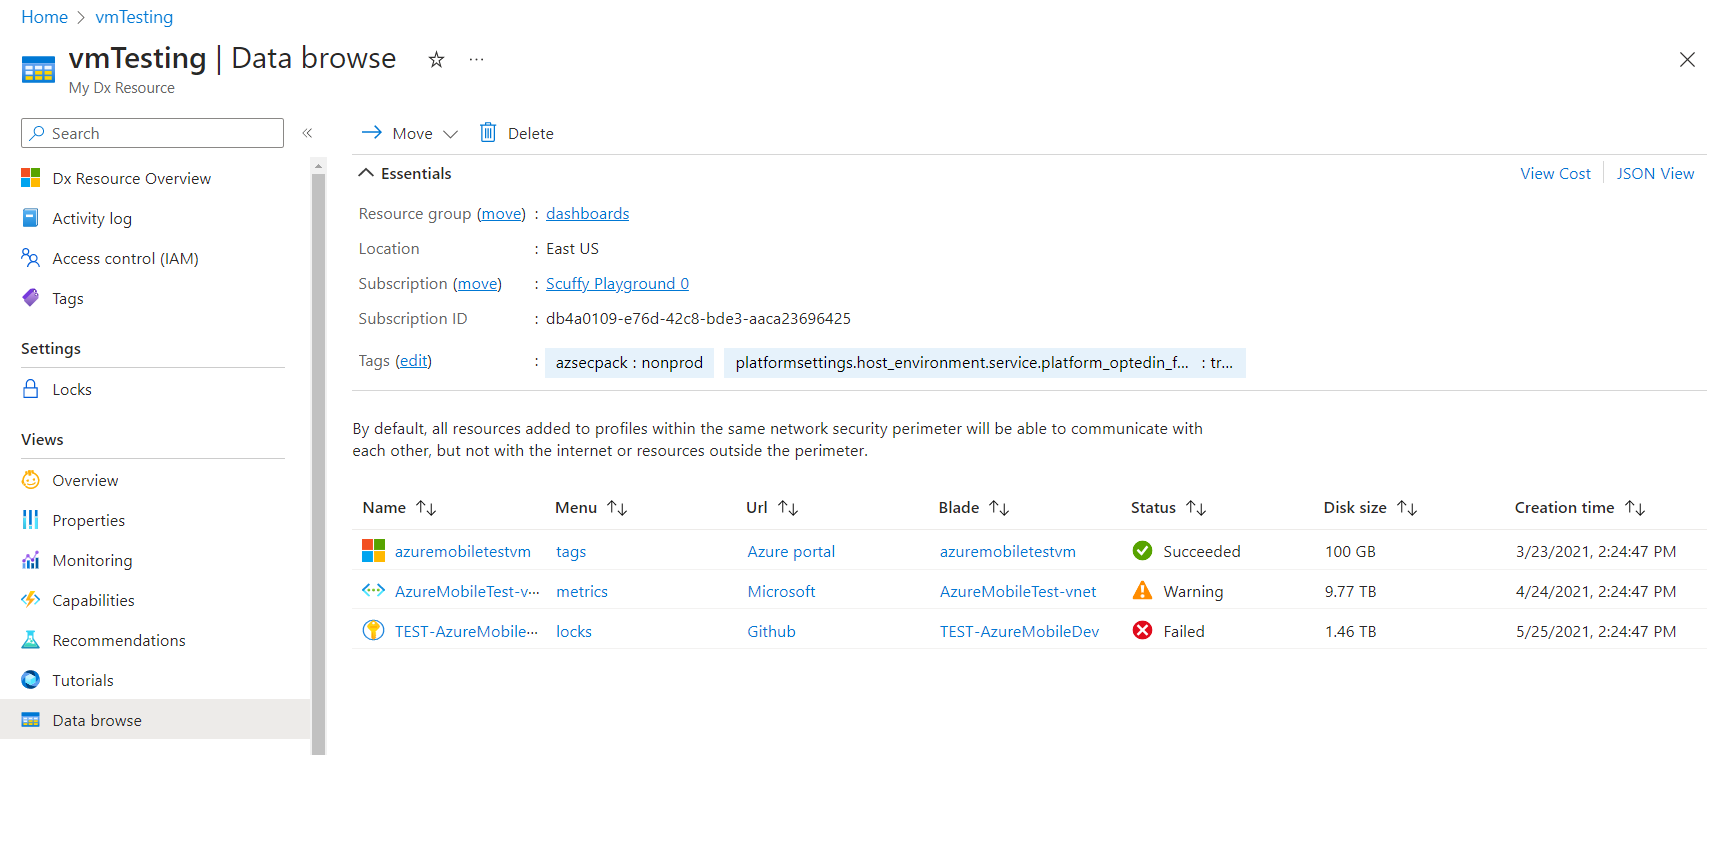 Home > vmTesting
vmTesting | Data browse ...
My Dx Resource
Search «
Dx Resource Overview
Activity log
Access control (IAM)
Tags
Settings
Locks
Views
Overview
Properties
Monitoring
Capabilities
Recommendations
Tutorials
Data browse
Move Delete
Essentials View Cost JSON View
Resource group (move) : dashboards
Location : East US
Subscription (move) : Scuffy Playground 0
Subscription ID : db4a0109-e76d-42c8-bde3-aaca23696425
Tags (edit) : azsecpack : nonprod platformsettings.host_environment.service.platform_optedin_f... : tr...
By default, all resources added to profiles within the same network security perimeter will be able to communicate with
each other, but not with the internet or resources outside the perimeter.
Name ↑↓ Menu ↑↓ Url ↑↓ Blade ↑↓ Status ↑↓ Disk size ↑↓ Creation time ↑↓
azuremobiletestvm tags Azure portal azuremobiletestvm Succeeded 100 GB 3/23/2021, 2:24:47 PM
AzureMobileTest-v... metrics Microsoft AzureMobileTest-vnet Warning 9.77 TB 4/24/2021, 2:24:47 PM
TEST-AzureMobile... locks Github TEST-AzureMobileDev Failed 1.46 TB 5/25/2021, 2:24:47 PM